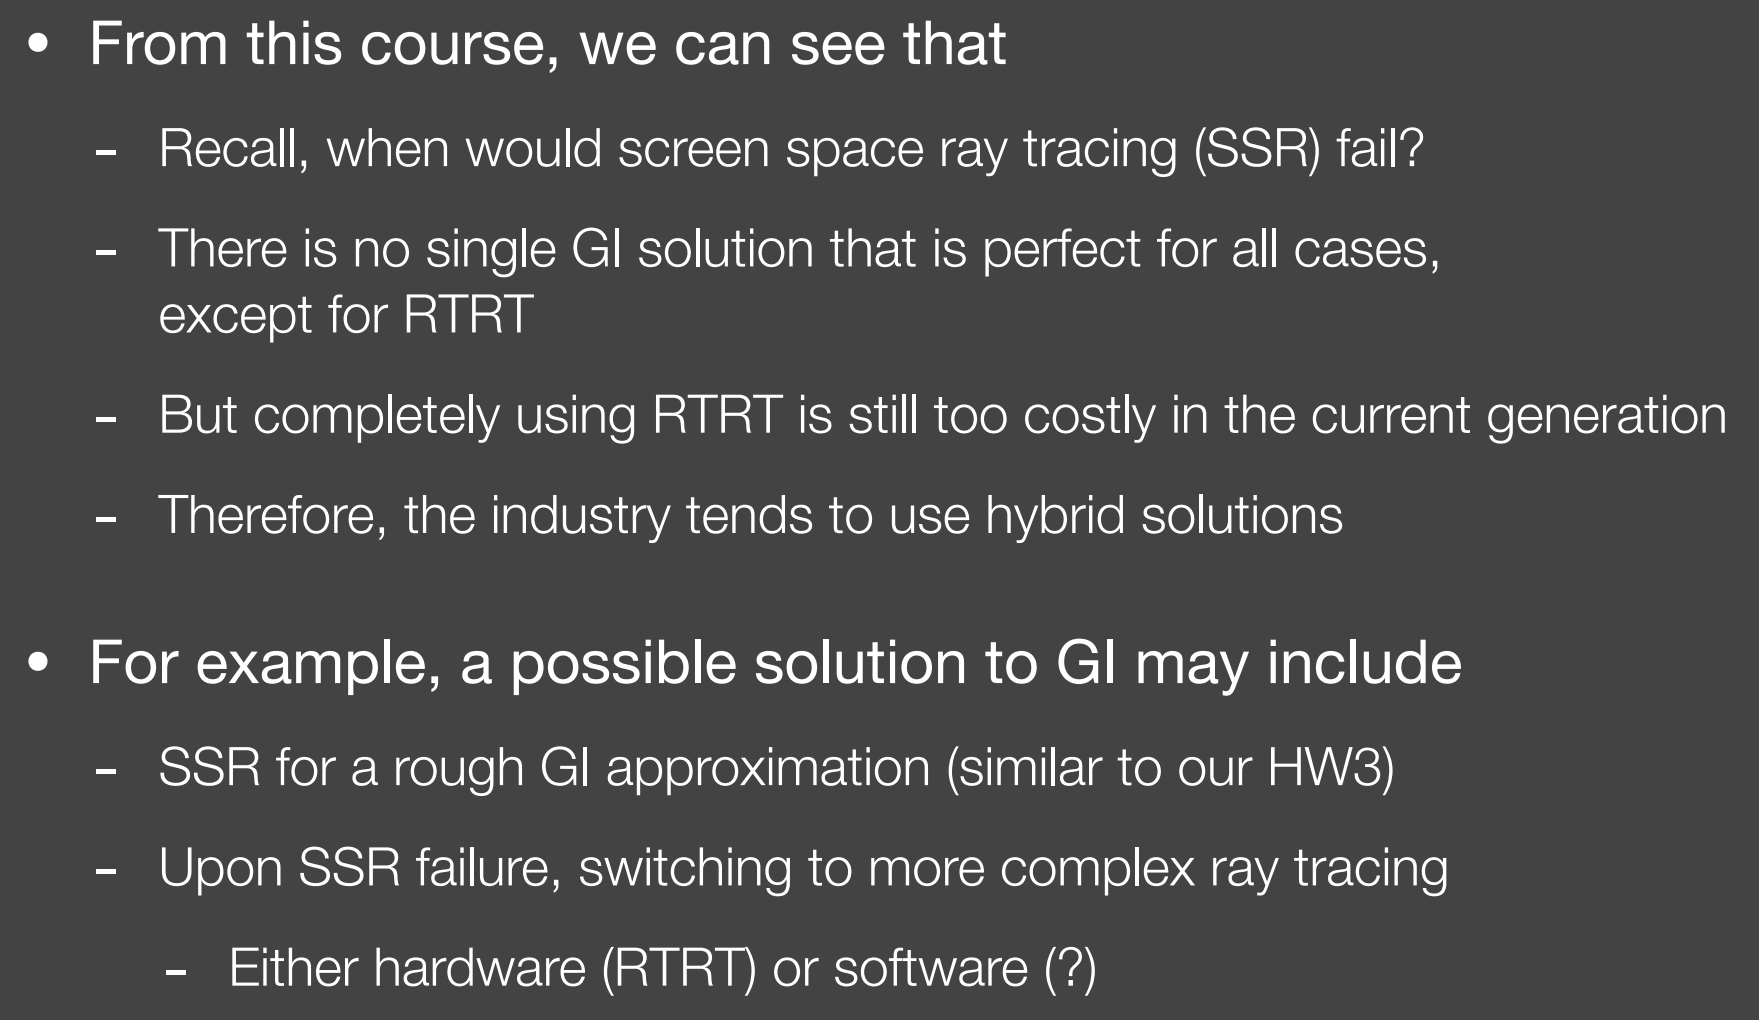 • From this course, we can see that
- Recall, when would screen space ray tracing (SSR) fail?
- There is no single GI solution that is perfect for all cases,
except for RTRT
- But completely using RTRT is still too costly in the current generation
- Therefore, the industry tends to use hybrid solutions
• For example, a possible solution to GI may include
- SSR for a rough GI approximation (similar to our HW3)
- Upon SSR failure, switching to more complex ray tracing
- Either hardware (RTRT) or software (?)